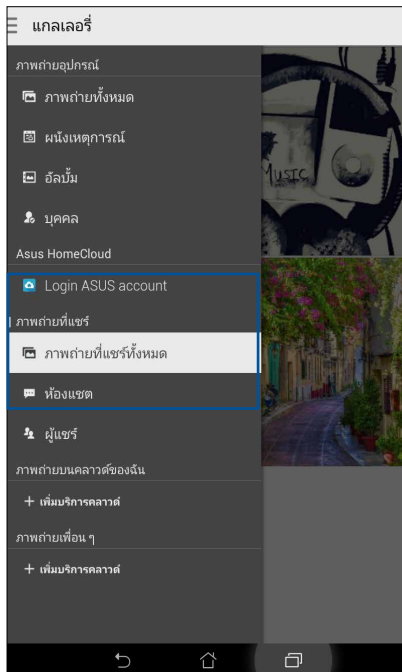 แกลเลอรี่
ภาพถ่ายอุปกรณ์
ภาพถ่ายทั้งหมด
ผนังเหตุการณ์
อัลบั้ม
บุคคล
Asus HomeCloud
Login ASUS account
ภาพถ่ายที่แชร์
ภาพถ่ายที่แชร์ทั้งหมด
ห้องแชต
ผู้แชร์
ภาพถ่ายบนคลาวด์ของฉัน
+ เพิ่มบริการคลาวด์
ภาพถ่ายเพื่อน ๆ
+ เพิ่มบริการคลาวด์
MUSIC